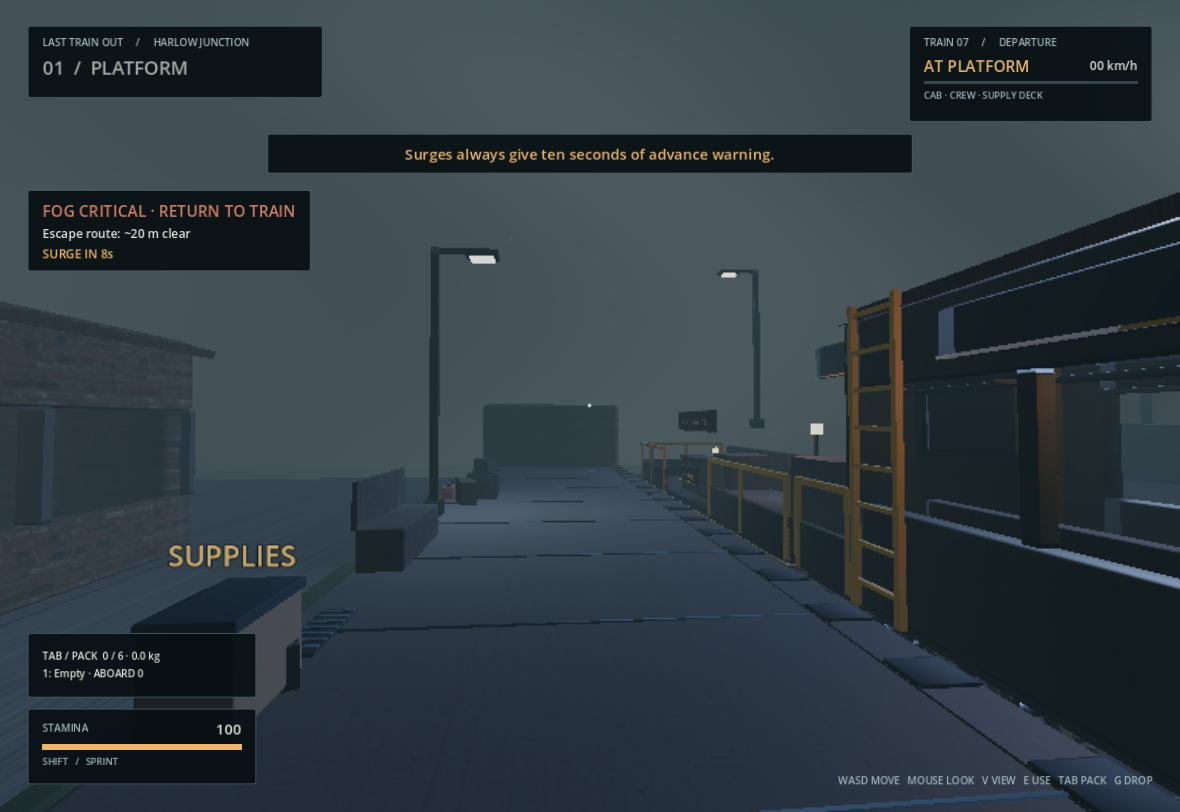 LAST TRAIN OUT / HARLOW JUNCTION
01 / PLATFORM
TRAIN 07 / DEPARTURE
AT PLATFORM 00 km/h
CAB · CREW · SUPPLY DECK
Surges always give ten seconds of advance warning.
FOG CRITICAL · RETURN TO TRAIN
Escape route: ~20 m clear
SURGE IN 8s
SUPPLIES
TAB / PACK 0 / 6 · 0.0 kg
1: Empty · ABOARD 0
STAMINA 100
SHIFT / SPRINT
WASD MOVE MOUSE LOOK V VIEW E USE TAB PACK G DROP